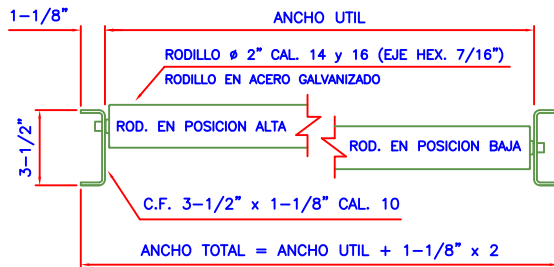 1-1/8"
ANCHO UTIL
RODILLO ø 2" CAL. 14 y 16 (EJE HEX. 7/16")
RODILLO EN ACERO GALVANIZADO
ROD. EN POSICION ALTA
ROD. EN POSICION BAJA
3-1/2"
C.F. 3-1/2" x 1-1/8" CAL. 10
ANCHO TOTAL = ANCHO UTIL + 1-1/8" x 2